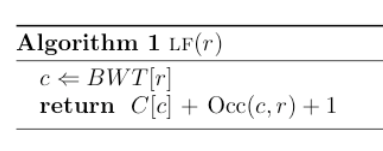 Algorithm 1 LF(r)
c ⇐ BWT[r]
return C[c] + Occ(c, r) + 1